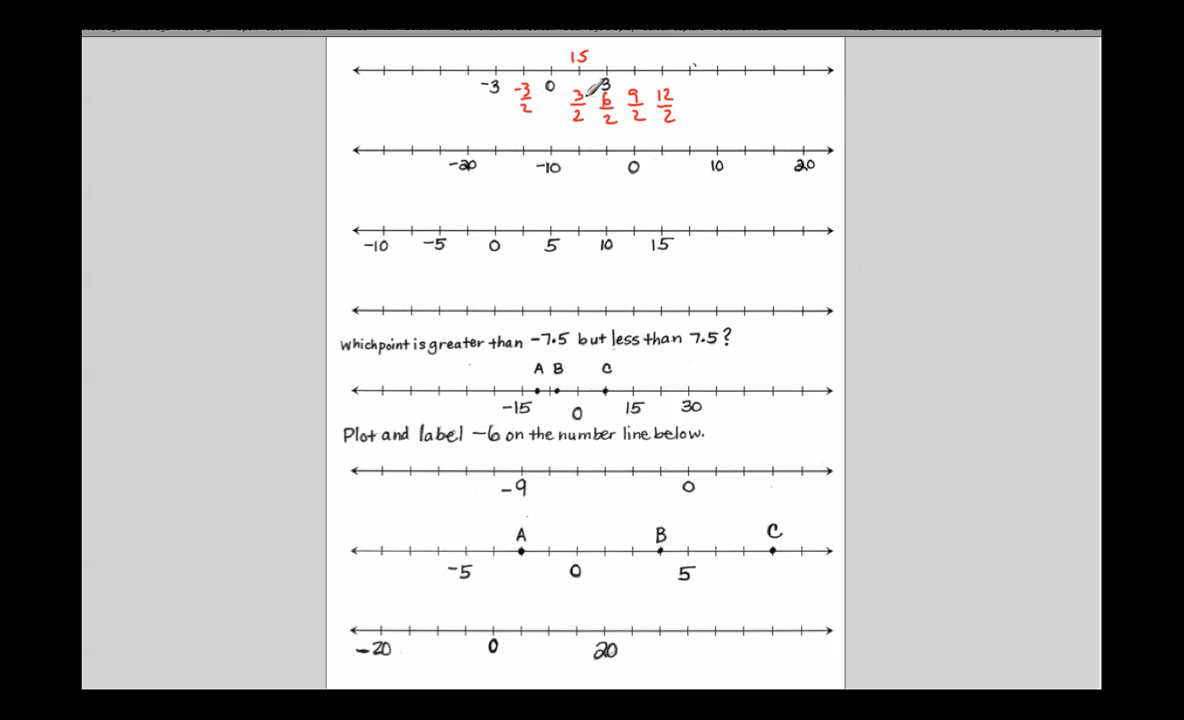 15
-3 -3/2 0 3/2 3 6/2 9/2 12/2
-20 -10 0 10 20
-10 -5 0 5 10 15
Which point is greater than -7.5 but less than 7.5?
A B C
-15 0 15 30
Plot and label -6 on the number line below.
-9 0
A B C
-5 0 5
-20 0 20